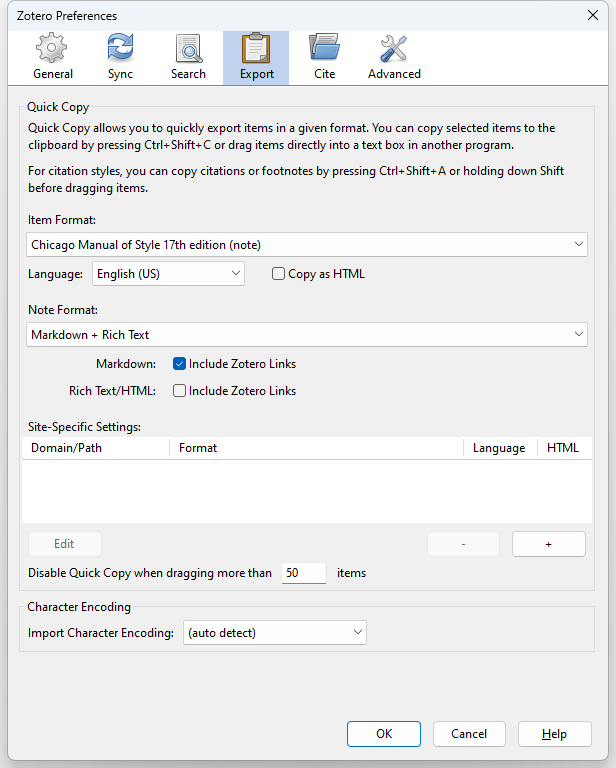 Zotero Preferences
General
Sync
Search
Export
Cite
Advanced
Quick Copy
Quick Copy allows you to quickly export items in a given format. You can copy selected items to the
clipboard by pressing Ctrl+Shift+C or drag items directly into a text box in another program.
For citation styles, you can copy citations or footnotes by pressing Ctrl+Shift+A or holding down Shift
before dragging items.
Item Format:
Chicago Manual of Style 17th edition (note)
Language: English (US) Copy as HTML
Note Format:
Markdown + Rich Text
Markdown: Include Zotero Links
Rich Text/HTML: Include Zotero Links
Site-Specific Settings:
Domain/Path Format Language HTML
Edit - +
Disable Quick Copy when dragging more than 50 items
Character Encoding
Import Character Encoding: (auto detect)
OK Cancel Help